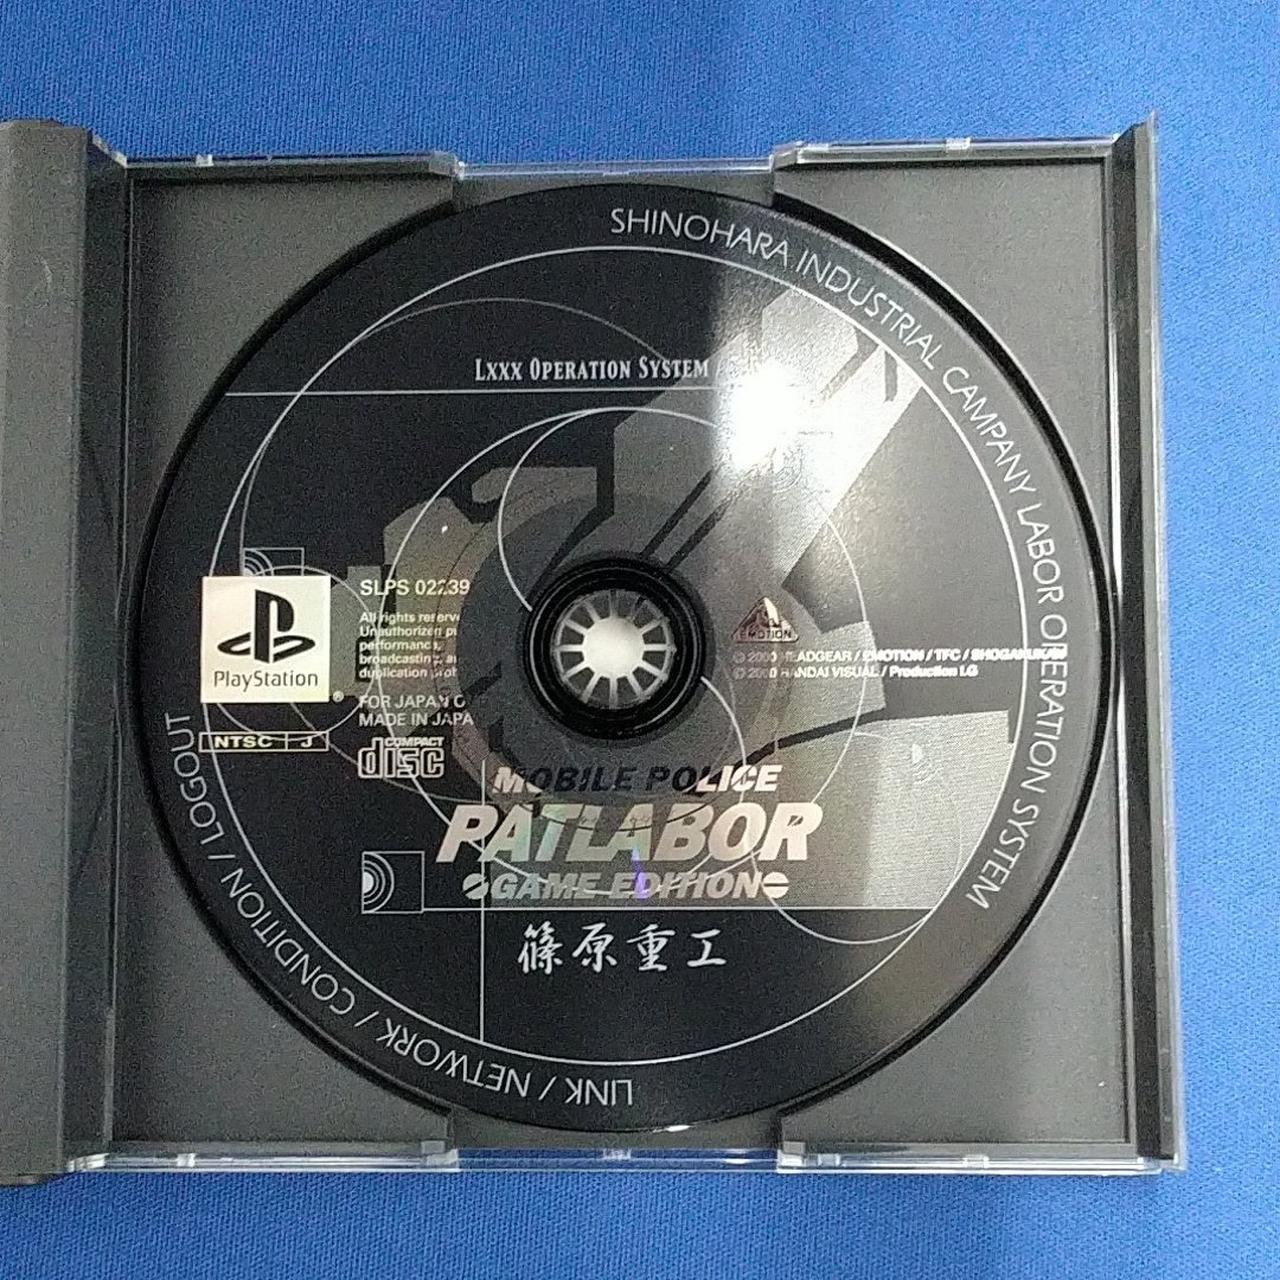 SHINOHARA INDUSTRIAL CAMPANY LABOR OPERATION SYSTEM
LXXX OPERATION SYSTEM /
SLPS 02239
All rights reserve
Unauthorized
performance,
broadcasting,
duplication
FOR JAPAN
MADE IN JAPA
PlayStation
®
NTSC J
COMPACT
disc
EMOTION
© 2000 HEADGEAR / EMOTION / TFC / SHOGAKUKAN
© 2000 BANDAI VISUAL / Production I.G
MOBILE POLICE
PATLABOR
GAME EDITION
篠原重工
LINK / NETWORK / CONDITION / LOGOUT